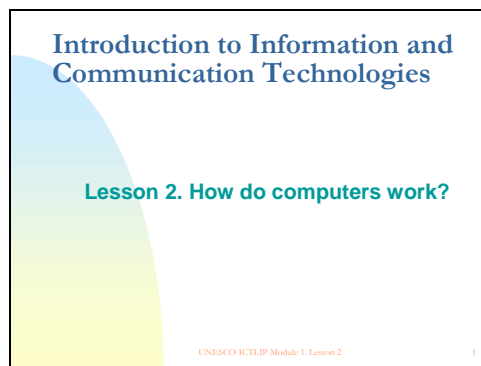 Introduction to Information and
Communication Technologies
Lesson 2. How do computers work?
UNESCO ICTLIP Module 1. Lesson 2
1